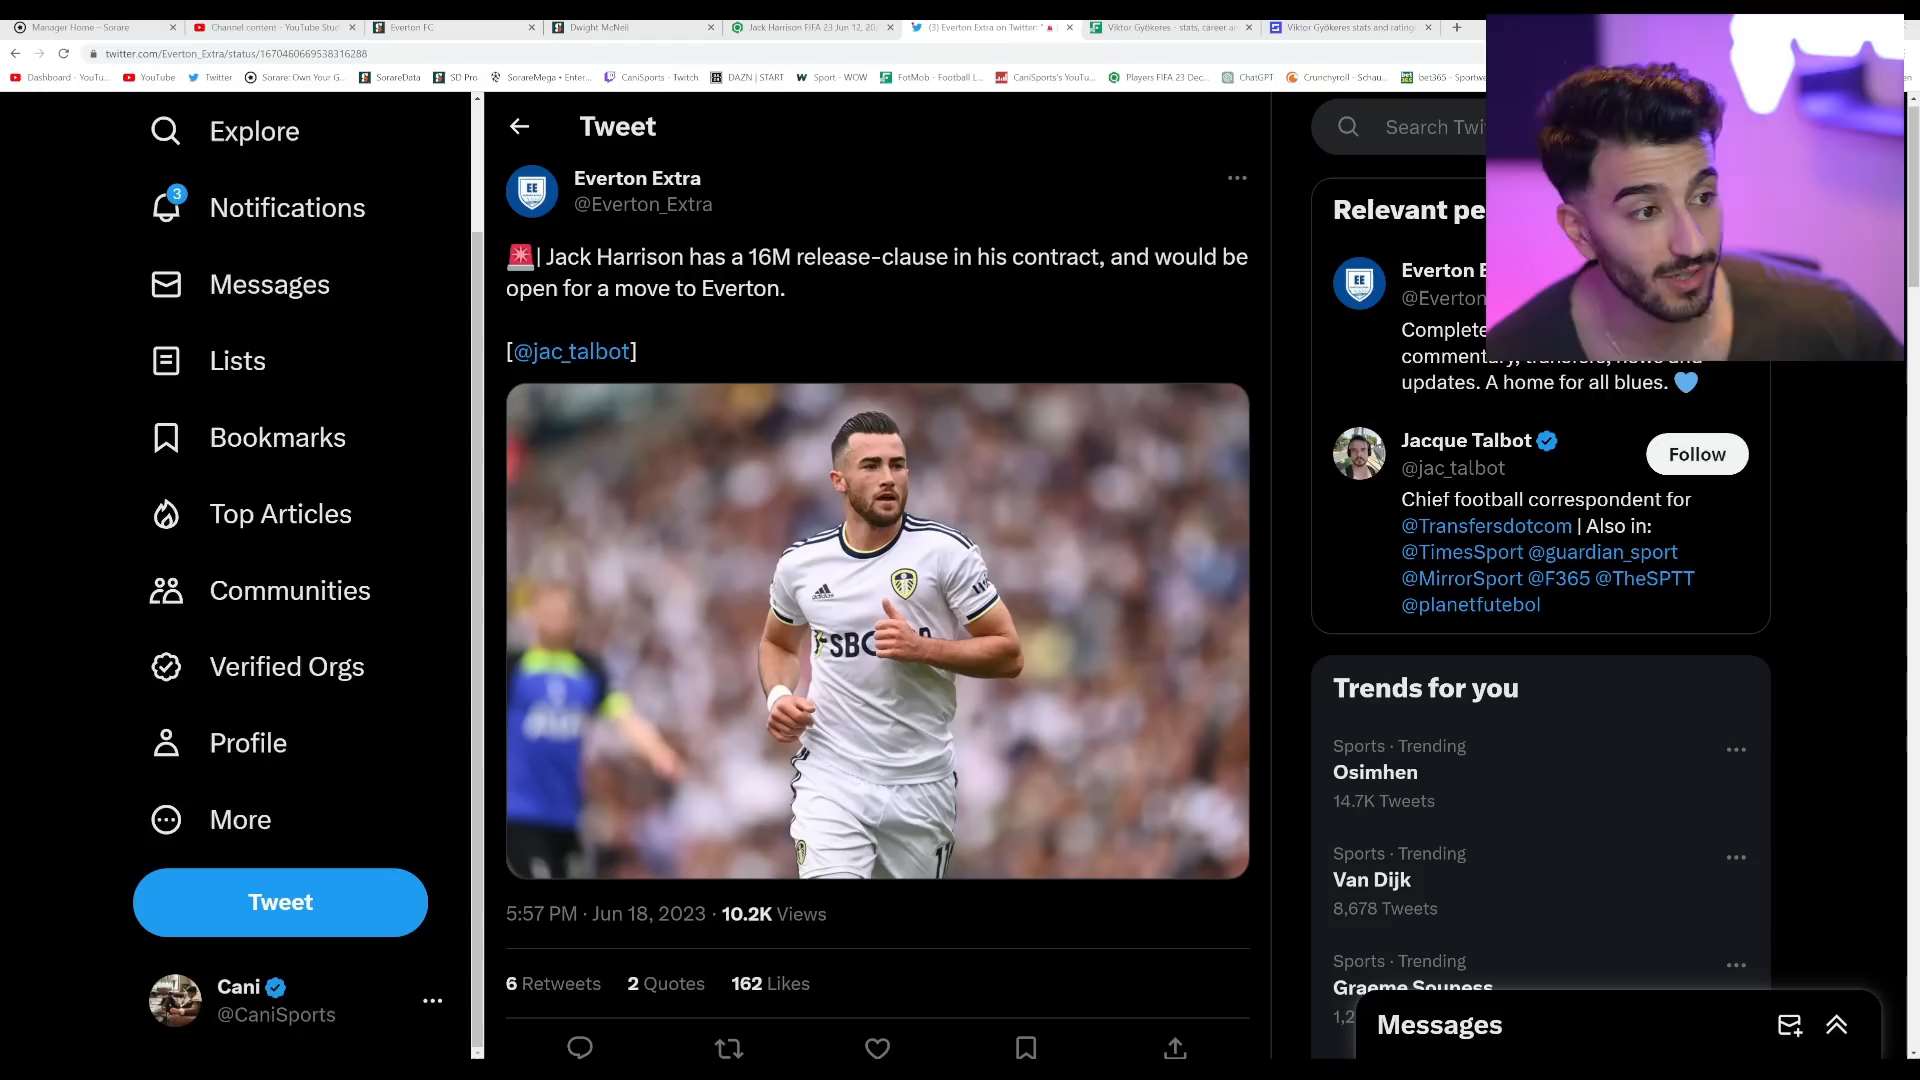 Manager Home – Sorare
Channel content - YouTube Stud
Everton FC
Dwight McNeil
Jack Harrison FIFA 23 Jun 12, 20
(3) Everton Extra on Twitter: "
Viktor Gyökeres - stats, career a
Viktor Gyökeres stats and rating
twitter.com/Everton_Extra/status/1670460669538316288
Dashboard - YouTu...
YouTube
Twitter
Sorare: Own Your G...
SorareData
SD Pro
SorareMega • Enter...
CaniSports - Twitch
DAZN | START
Sport - WOW
FotMob - Football L...
CaniSports's YouTu...
Players FIFA 23 Dec...
ChatGPT
Crunchyroll - Schau...
bet365 - Sportwe
Explore
3
Notifications
Messages
Lists
Bookmarks
Top Articles
Communities
Verified Orgs
Profile
More
Tweet
Cani
@CaniSports
Tweet
Everton Extra
@Everton_Extra
| Jack Harrison has a 16M release-clause in his contract, and would be
open for a move to Everton.
[@jac_talbot]
SBO
5:57 PM · Jun 18, 2023 · 10.2K Views
6 Retweets 2 Quotes 162 Likes
Search Twi
Relevant pe
Everton E
@Everton
Complete
commentary, transfers, news and
updates. A home for all blues.
Jacque Talbot
@jac_talbot
Follow
Chief football correspondent for
@Transfersdotcom | Also in:
@TimesSport @guardian_sport
@MirrorSport @F365 @TheSPTT
@planetfutebol
Trends for you
Sports · Trending
Osimhen
14.7K Tweets
Sports · Trending
Van Dijk
8,678 Tweets
Sports · Trending
Graeme Souness
1,2
Messages